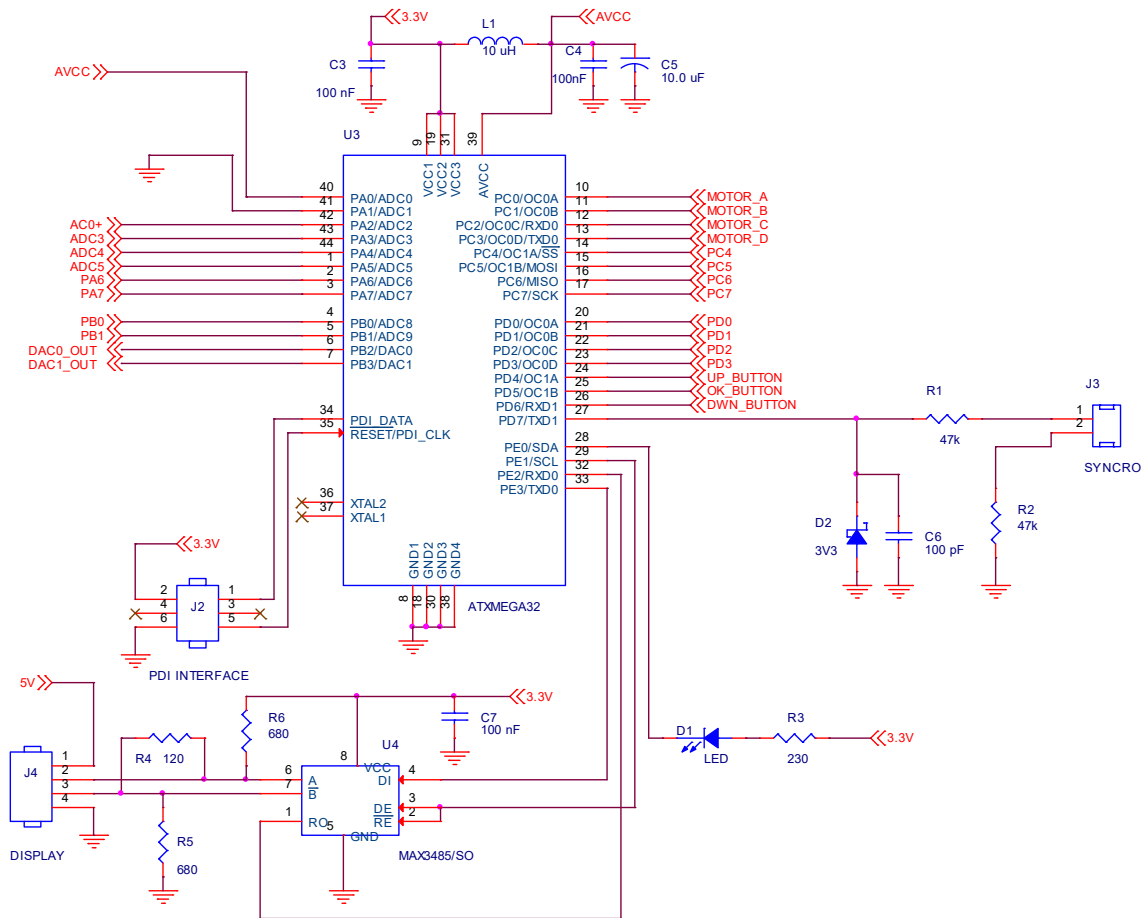 3.3V
L1
10 uH
AVCC
C3
100 nF
C4
100nF
C5
10.0 uF
AVCC
U3
9
19
31
39
VCC1
VCC2
VCC3
AVCC
40 PA0/ADC0
41 PA1/ADC1
AC0+ 42 PA2/ADC2
ADC3 43 PA3/ADC3
ADC4 44 PA4/ADC4
ADC5 1 PA5/ADC5
PA6 2 PA6/ADC6
PA7 3 PA7/ADC7
PB0 4 PB0/ADC8
PB1 5 PB1/ADC9
DAC0_OUT 6 PB2/DAC0
DAC1_OUT 7 PB3/DAC1
34 PDI_DATA
35 RESET/PDI_CLK
36 XTAL2
37 XTAL1
PC0/OC0A 10 MOTOR_A
PC1/OC0B 11 MOTOR_B
PC2/OC0C/RXD0 12 MOTOR_C
PC3/OC0D/TXD0 13 MOTOR_D
PC4/OC1A/SS 14 PC4
PC5/OC1B/MOSI 15 PC5
PC6/MISO 16 PC6
PC7/SCK 17 PC7
PD0/OC0A 20 PD0
PD1/OC0B 21 PD1
PD2/OC0C 22 PD2
PD3/OC0D 23 PD3
PD4/OC1A 24 UP_BUTTON
PD5/OC1B 25 OK_BUTTON
PD6/RXD1 26 DWN_BUTTON
PD7/TXD1 27
PE0/SDA 28
PE1/SCL 29
PE2/RXD0 32
PE3/TXD0 33
GND1
GND2
GND3
GND4
8
18
30
38
ATXMEGA32
R1
47k
J3
1
2
SYNCRO
R2
47k
D2
3V3
C6
100 pF
3.3V
2 1
4 J2 3
6 5
PDI INTERFACE
5V
R4 120
R6
680
3.3V
C7
100 nF
U4
J4
1
2
3
4
DISPLAY
R5
680
8
VCC
6 A
7 B
1 RO
DI 4
DE 3
RE 2
5
GND
MAX3485/SO
D1
LED
R3
230
3.3V